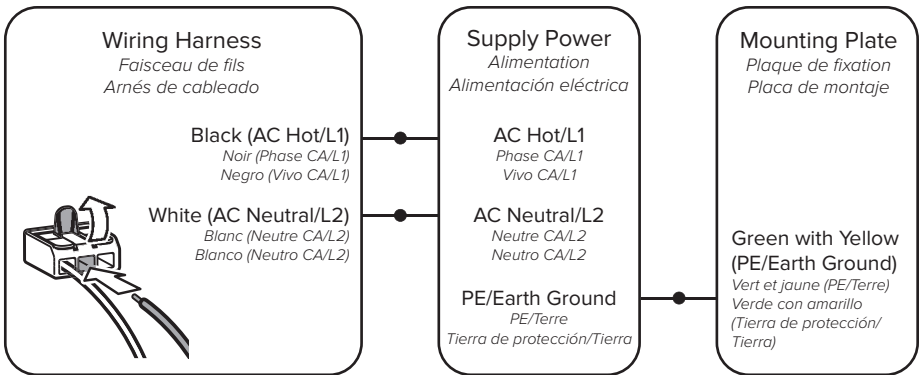 Wiring Harness
Faisceau de fils
Arnés de cableado
Black (AC Hot/L1)
Noir (Phase CA/L1)
Negro (Vivo CA/L1)
White (AC Neutral/L2)
Blanc (Neutre CA/L2)
Blanco (Neutro CA/L2)
Supply Power
Alimentation
Alimentación eléctrica
AC Hot/L1
Phase CA/L1
Vivo CA/L1
AC Neutral/L2
Neutre CA/L2
Neutro CA/L2
PE/Earth Ground
PE/Terre
Tierra de protección/Tierra
Mounting Plate
Plaque de fixation
Placa de montaje
Green with Yellow
(PE/Earth Ground)
Vert et jaune (PE/Terre)
Verde con amarillo
(Tierra de protección/
Tierra)